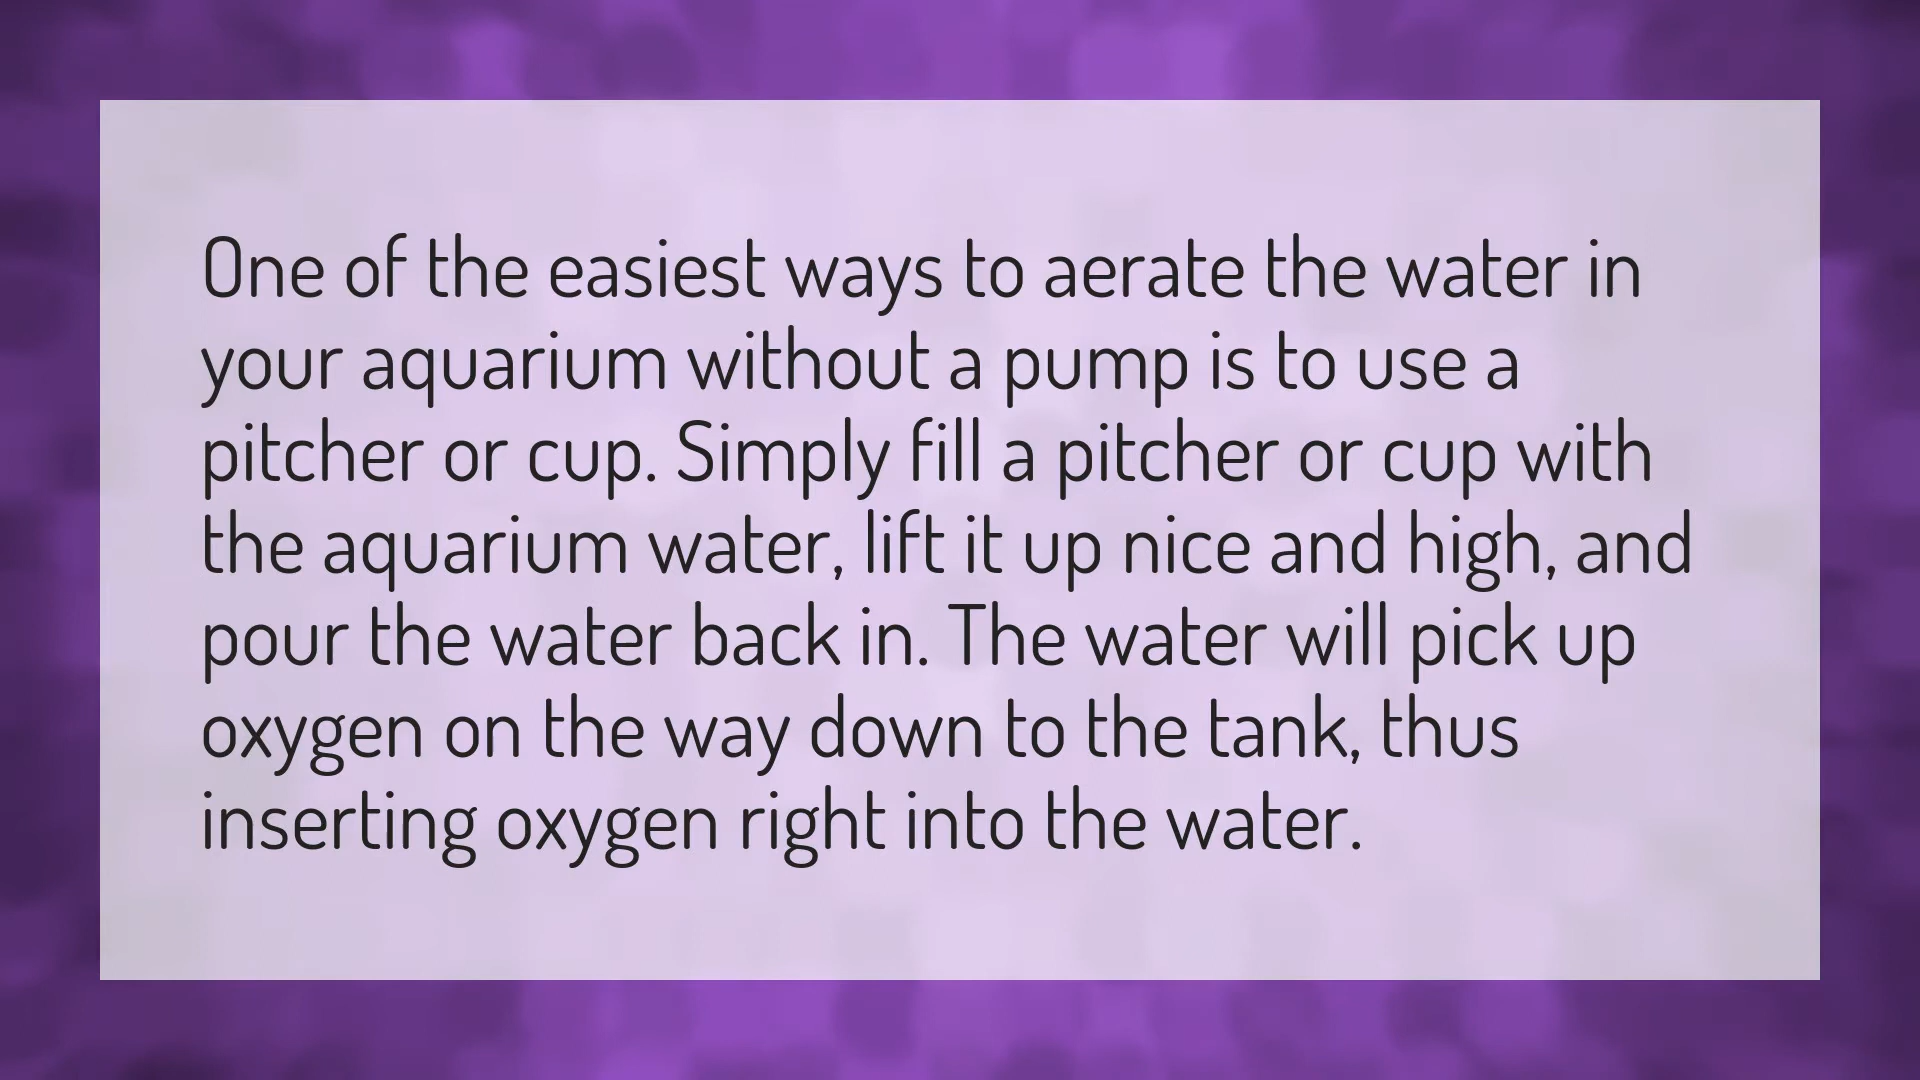 One of the easiest ways to aerate the water in
your aquarium without a pump is to use a
pitcher or cup. Simply fill a pitcher or cup with
the aquarium water, lift it up nice and high, and
pour the water back in. The water will pick up
oxygen on the way down to the tank, thus
inserting oxygen right into the water.